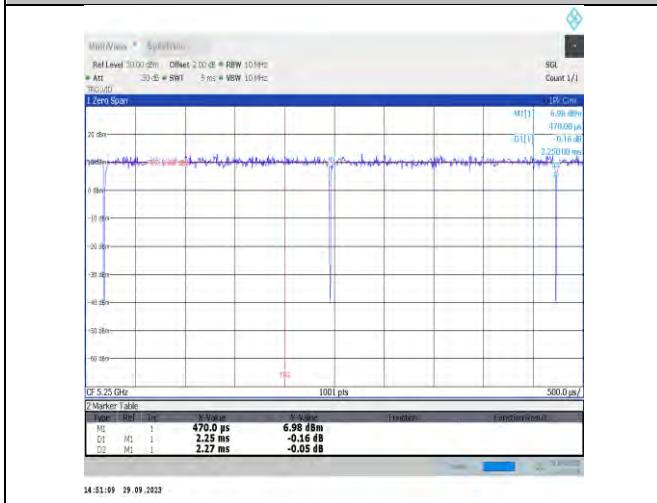 MultiView Spectrum
Ref Level 30.00 dBm Offset 2.00 dB RBW 10 MHz SGL
Att 30 dB SWT 5 ms VBW 10 MHz Count 1/1
TRG:VID
1 Zero Span 1Pk Clrw
M1[1] 6.98 dBm
470.00 µs
D1[1] -0.16 dB
2.25000 ms
20 dBm
10 dBm
0 dBm
-10 dBm
-20 dBm
-30 dBm
-40 dBm
-50 dBm
-60 dBm
TRG
CF 5.25 GHz 1001 pts 500.0 µs/
2 Marker Table
Type Ref Trc X-Value Y-Value Function Function Result
M1 1 470.0 µs 6.98 dBm
D1 M1 1 2.25 ms -0.16 dB
D2 M1 1 2.27 ms -0.05 dB
14:51:09 29.09.2023